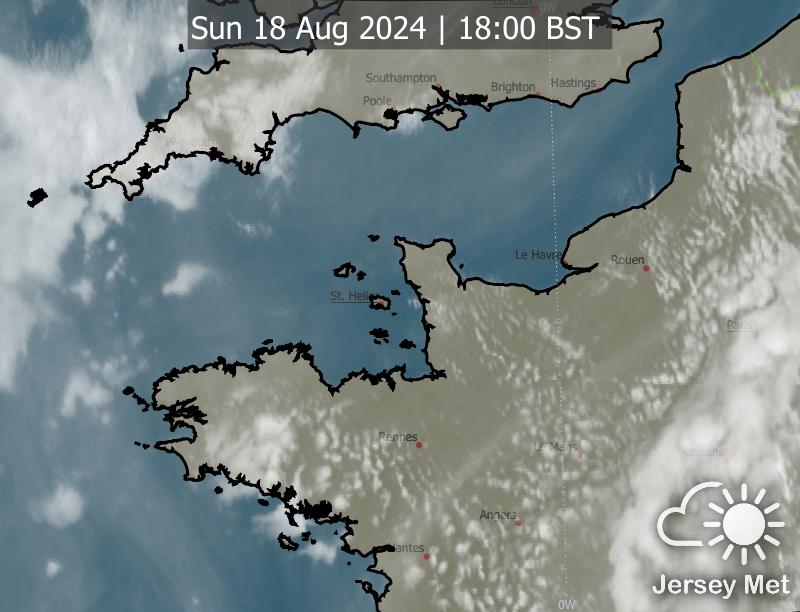 London
0W
Sun 18 Aug 2024 | 18:00 BST
Southampton
Brighton
Hastings
Poole
Plymouth
Le Havre
Rouen
St. Helier
Paris
Rennes
Le Mans
Orleans
Angers
Nantes
Jersey Met
0W